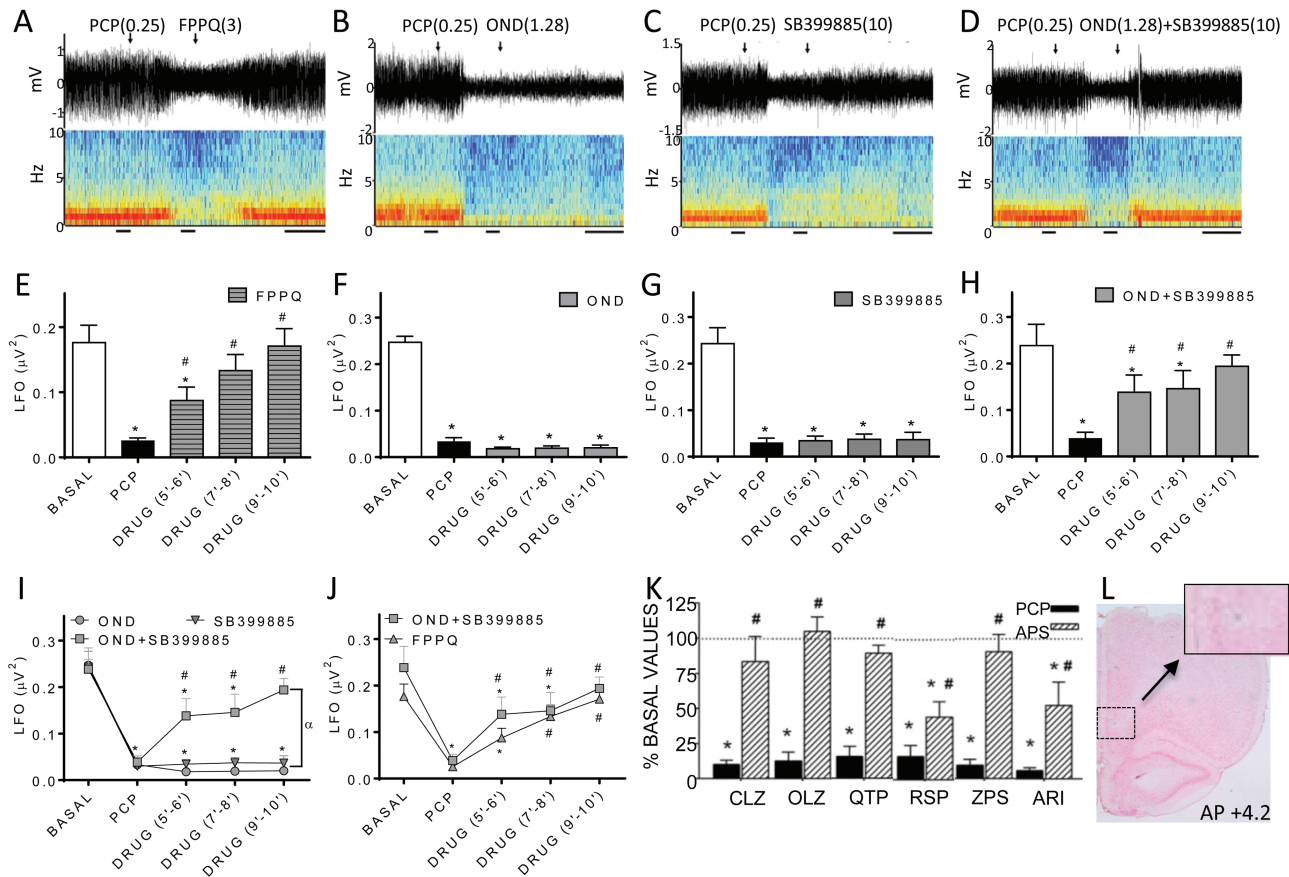 A
PCP(0.25) FPPQ(3)
1
mV
0
-1
10
Hz
5
0
B
PCP(0.25) OND(1.28)
2
mV
0
-2
10
Hz
5
0
C
PCP(0.25) SB399885(10)
1.5
mV
0
-1.5
10
Hz
5
0
D
PCP(0.25) OND(1.28)+SB399885(10)
2
mV
0
-2
10
Hz
5
0
E
FPPQ
LFO (µV²)
0.2
0.1
0.0
*
# *
#
#
BASAL
PCP
DRUG (5'-6')
DRUG (7'-8')
DRUG (9'-10')
F
OND
LFO (µV²)
0.3
0.2
0.1
0.0
* * * *
BASAL
PCP
DRUG (5'-6')
DRUG (7'-8')
DRUG (9'-10')
G
SB399885
LFO (µV²)
0.3
0.2
0.1
0.0
* * * *
BASAL
PCP
DRUG (5'-6')
DRUG (7'-8')
DRUG (9'-10')
H
OND+SB399885
LFO (µV²)
0.3
0.2
0.1
0.0
*
# *
# *
#
BASAL
PCP
DRUG (5'-6')
DRUG (7'-8')
DRUG (9'-10')
I
OND SB399885
OND+SB399885
LFO (µV²)
0.3
0.2
0.1
0.0
# # #
* * *
* * * *
α
BASAL
PCP
DRUG (5'-6')
DRUG (7'-8')
DRUG (9'-10')
J
OND+SB399885
FPPQ
LFO (µV²)
0.3
0.2
0.1
0.0
# # #
* * *
* # #
BASAL
PCP
DRUG (5'-6')
DRUG (7'-8')
DRUG (9'-10')
K
PCP
APS
% BASAL VALUES
125
100
75
50
25
0
# # # * # # * #
* * * * * *
CLZ OLZ QTP RSP ZPS ARI
L
AP +4.2